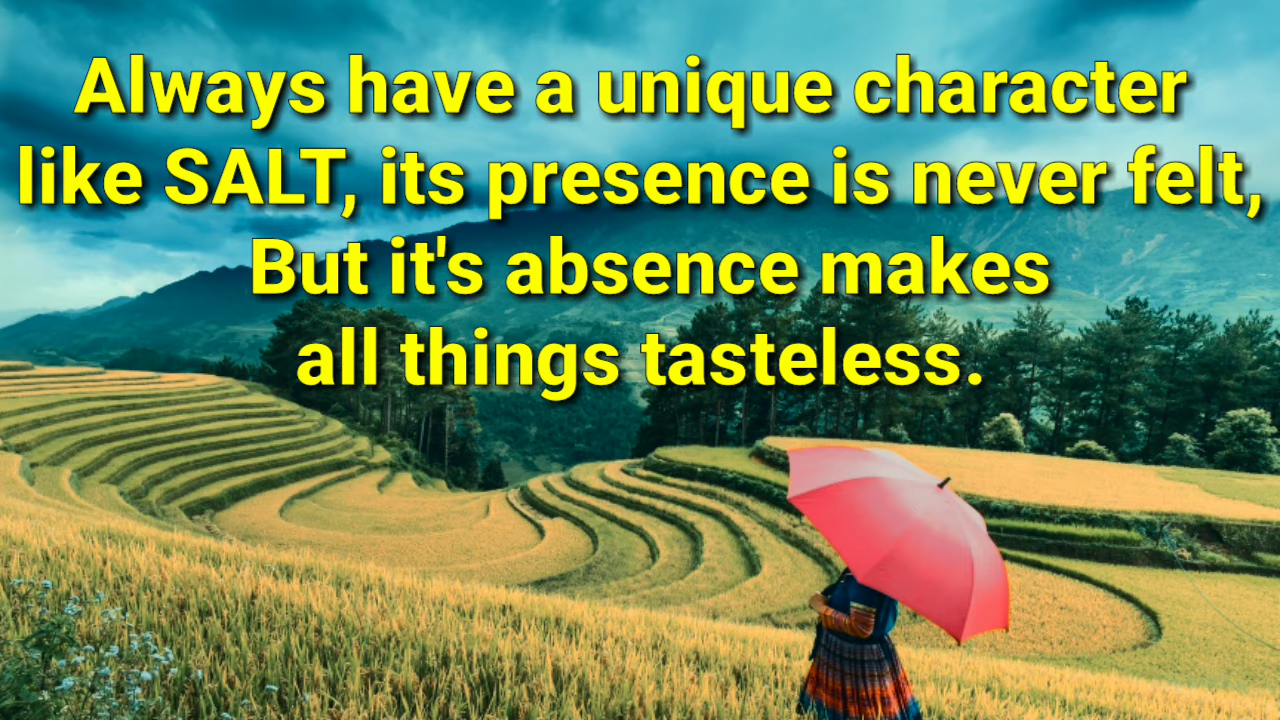 Always have a unique character
like SALT, its presence is never felt,
But it's absence makes
all things tasteless.